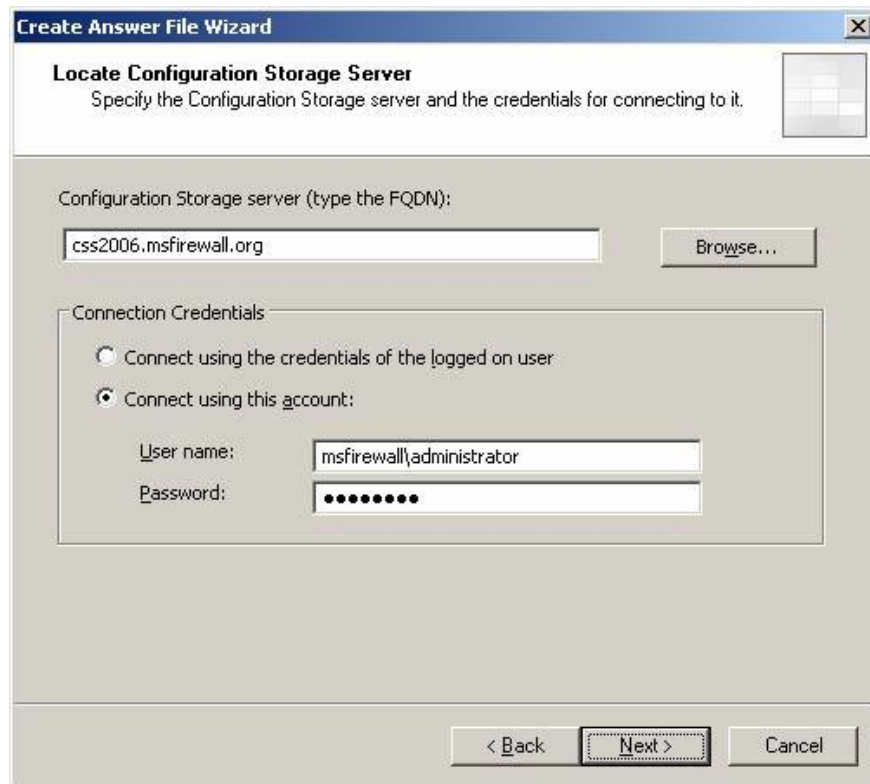 Create Answer File Wizard
Locate Configuration Storage Server
Specify the Configuration Storage server and the credentials for connecting to it.
Configuration Storage server (type the FQDN):
css2006.msfirewall.org
Browse...
Connection Credentials
Connect using the credentials of the logged on user
Connect using this account:
User name:
msfirewall\administrator
Password:
●●●●●●●●
< Back
Next >
Cancel